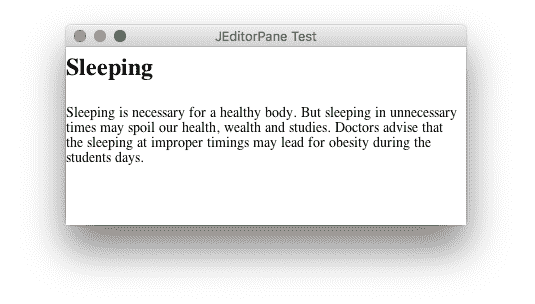 JEditorPane Test
Sleeping
Sleeping is necessary for a healthy body. But sleeping in unnecessary
times may spoil our health, wealth and studies. Doctors advise that
the sleeping at improper timings may lead for obesity during the
students days.